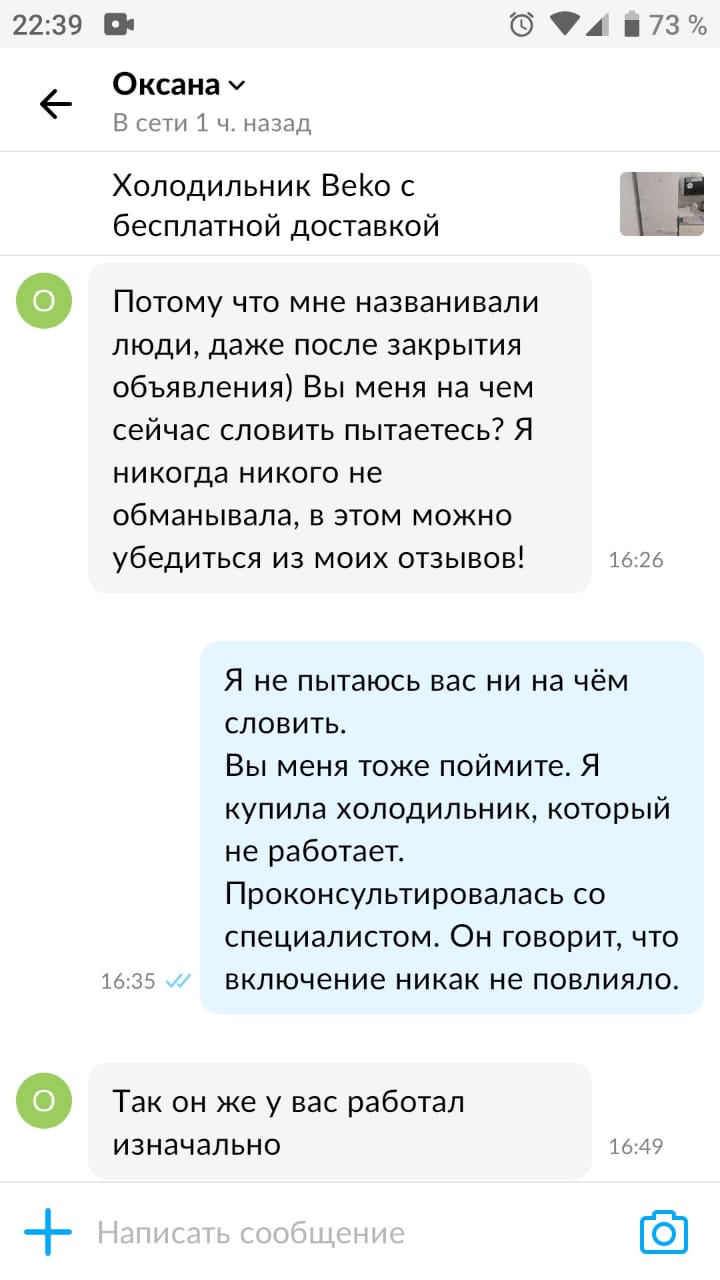 22:39
73 %
Оксана
В сети 1 ч. назад
Холодильник Beko с
бесплатной доставкой
О
Потому что мне названивали
люди, даже после закрытия
объявления) Вы меня на чем
сейчас словить пытаетесь? Я
никогда никого не
обманывала, в этом можно
убедиться из моих отзывов!
16:26
Я не пытаюсь вас ни на чём
словить.
Вы меня тоже поймите. Я
купила холодильник, который
не работает.
Проконсультировалась со
специалистом. Он говорит, что
включение никак не повлияло.
16:35
О
Так он же у вас работал
изначально
16:49
Написать сообщение